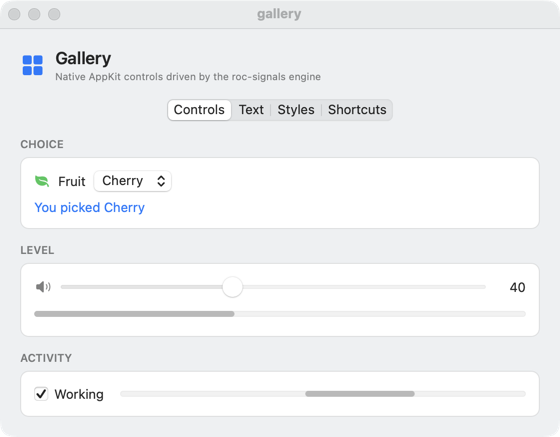 gallery
Gallery
Native AppKit controls driven by the roc-signals engine
Controls Text Styles Shortcuts
CHOICE
Fruit Cherry
You picked Cherry
LEVEL
40
ACTIVITY
Working